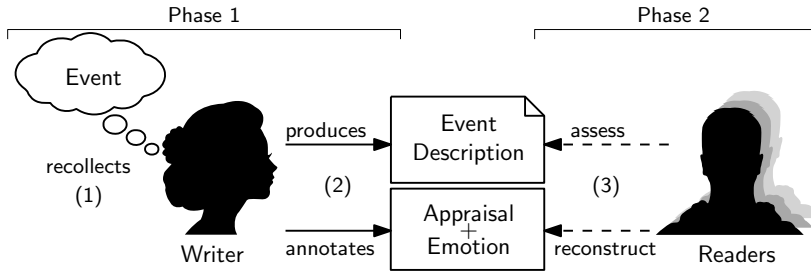 Phase 1
Phase 2
Event
recollects
(1)
Writer
produces
(2)
annotates
Event
Description
Appraisal
+
Emotion
assess
(3)
reconstruct
Readers